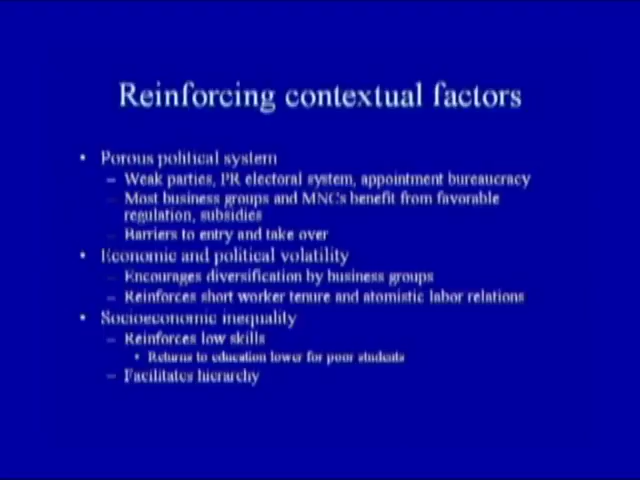 Reinforcing contextual factors
• Porous political system
– Weak parties, PR electoral system, appointment bureaucracy
– Most business groups and MNCs benefit from favorable
regulation, subsidies
– Barriers to entry and take over
• Economic and political volatility
– Encourages diversification by business groups
– Reinforces short worker tenure and atomistic labor relations
• Socioeconomic inequality
– Reinforces low skills
• Returns to education lower for poor students
– Facilitates hierarchy